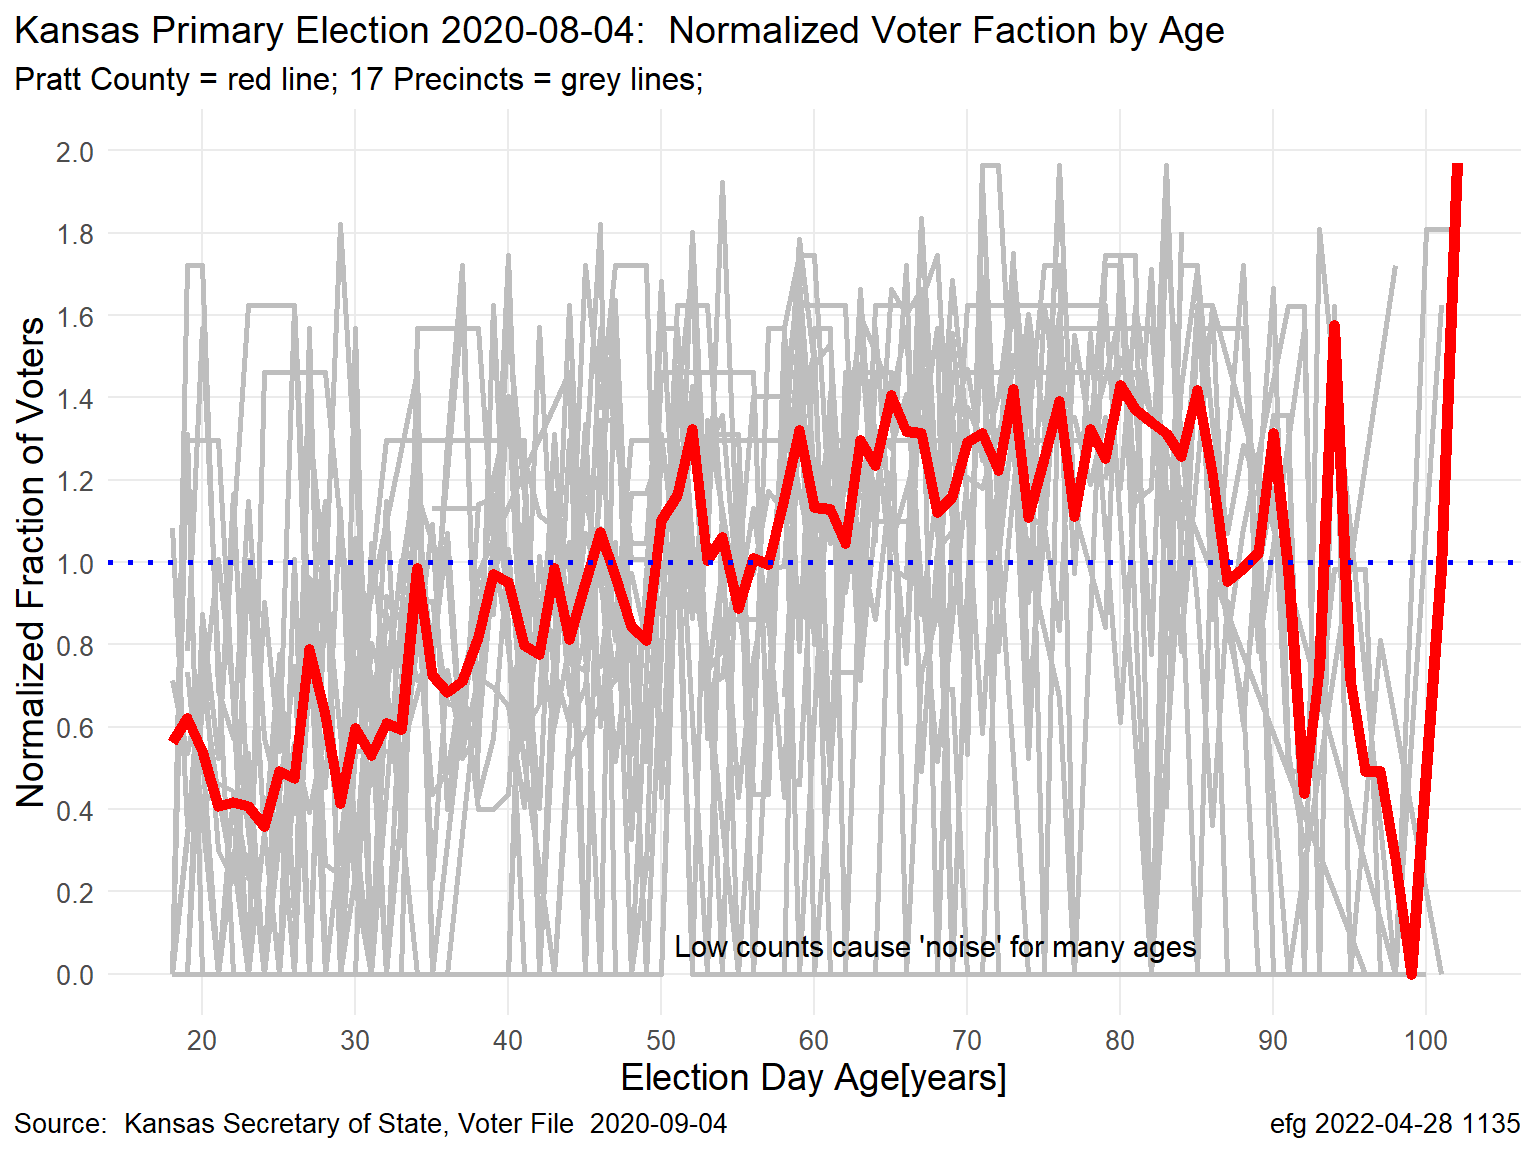 Kansas Primary Election 2020-08-04:  Normalized Voter Faction by Age
Pratt County = red line; 17 Precincts = grey lines;
Normalized Fraction of Voters
2.0
1.8
1.6
1.4
1.2
1.0
0.8
0.6
0.4
0.2
0.0
Low counts cause 'noise' for many ages
20 30 40 50 60 70 80 90 100
Election Day Age[years]
Source:  Kansas Secretary of State, Voter File  2020-09-04
efg 2022-04-28 1135